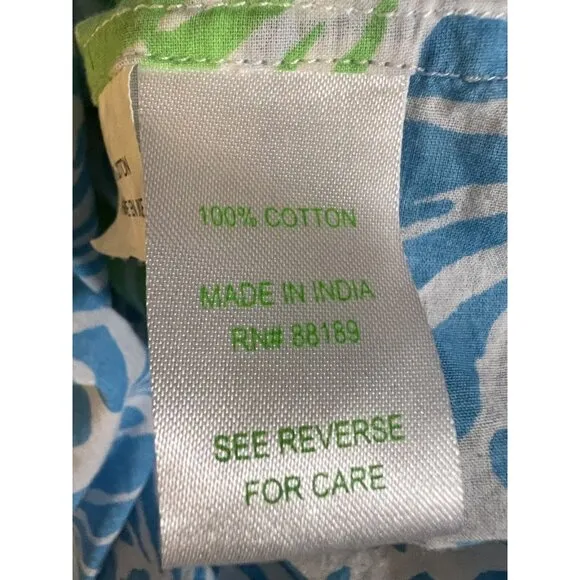 100% COTTON
MADE IN INDIA
RN# 88189
SEE REVERSE
FOR CARE